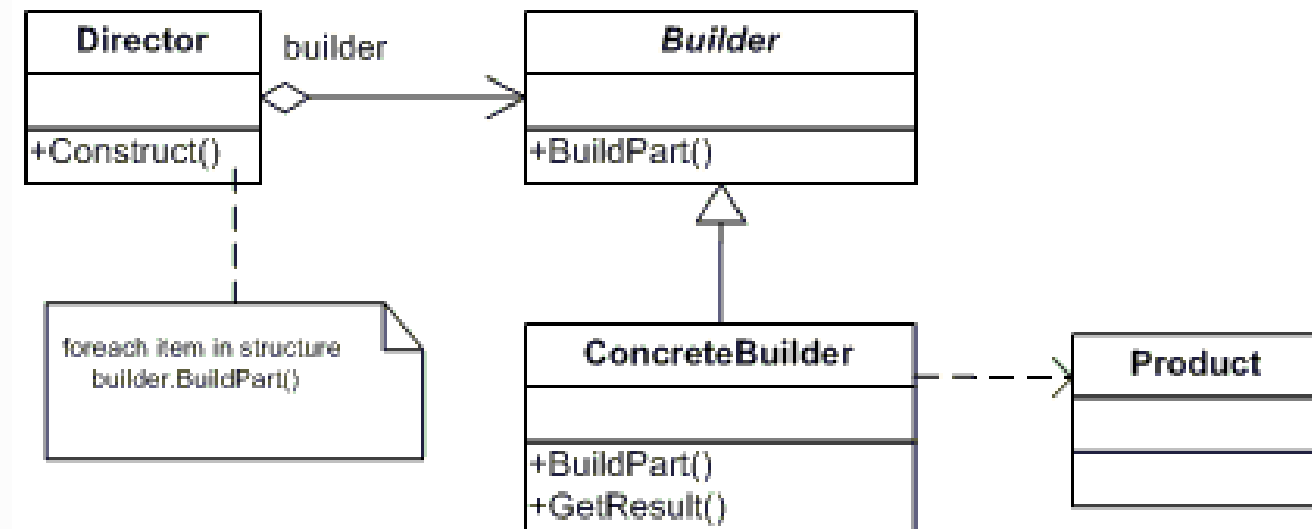 Director
builder
Builder
+Construct()
+BuildPart()
foreach item in structure
builder.BuildPart()
ConcreteBuilder
Product
+BuildPart()
+GetResult()